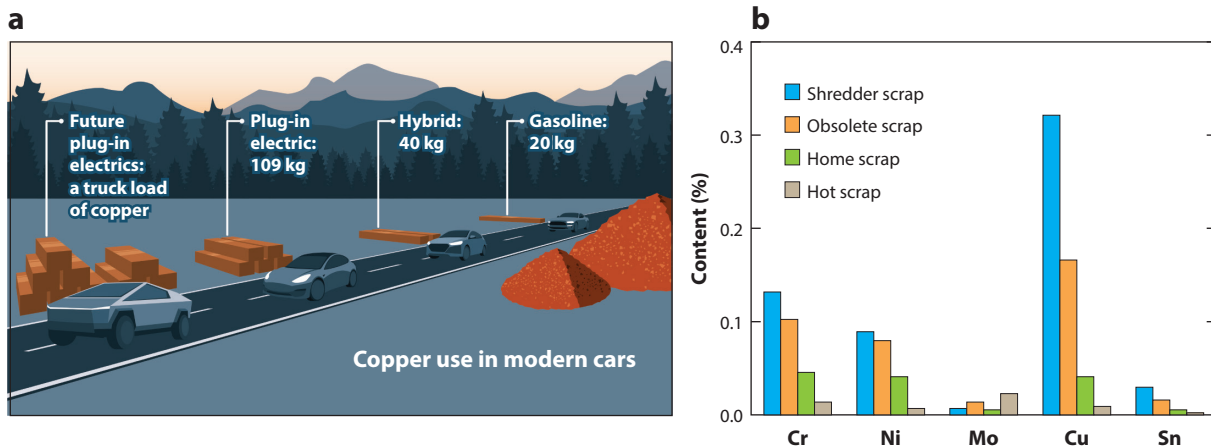 a
Future
plug-in
electrics:
a truck load
of copper
Plug-in
electric:
109 kg
Hybrid:
40 kg
Gasoline:
20 kg
Copper use in modern cars
b
Content (%)
0.4
0.3
0.2
0.1
0.0
Shredder scrap
Obsolete scrap
Home scrap
Hot scrap
Cr
Ni
Mo
Cu
Sn